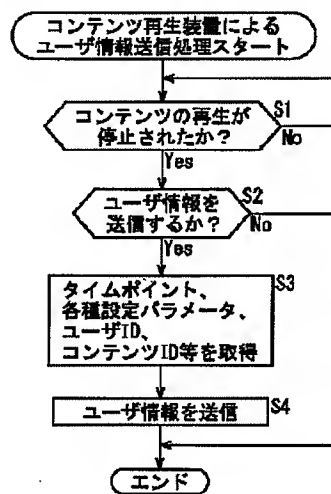 コンテンツ再生装置による
ユーザ情報送信処理スタート
コンテンツの再生が
停止されたか?
S1
No
Yes
ユーザ情報を
送信するか?
S2
No
Yes
タイムポイント、
各種設定パラメータ、
ユーザID、
コンテンツID等を取得
S3
ユーザ情報を送信
S4
エンド